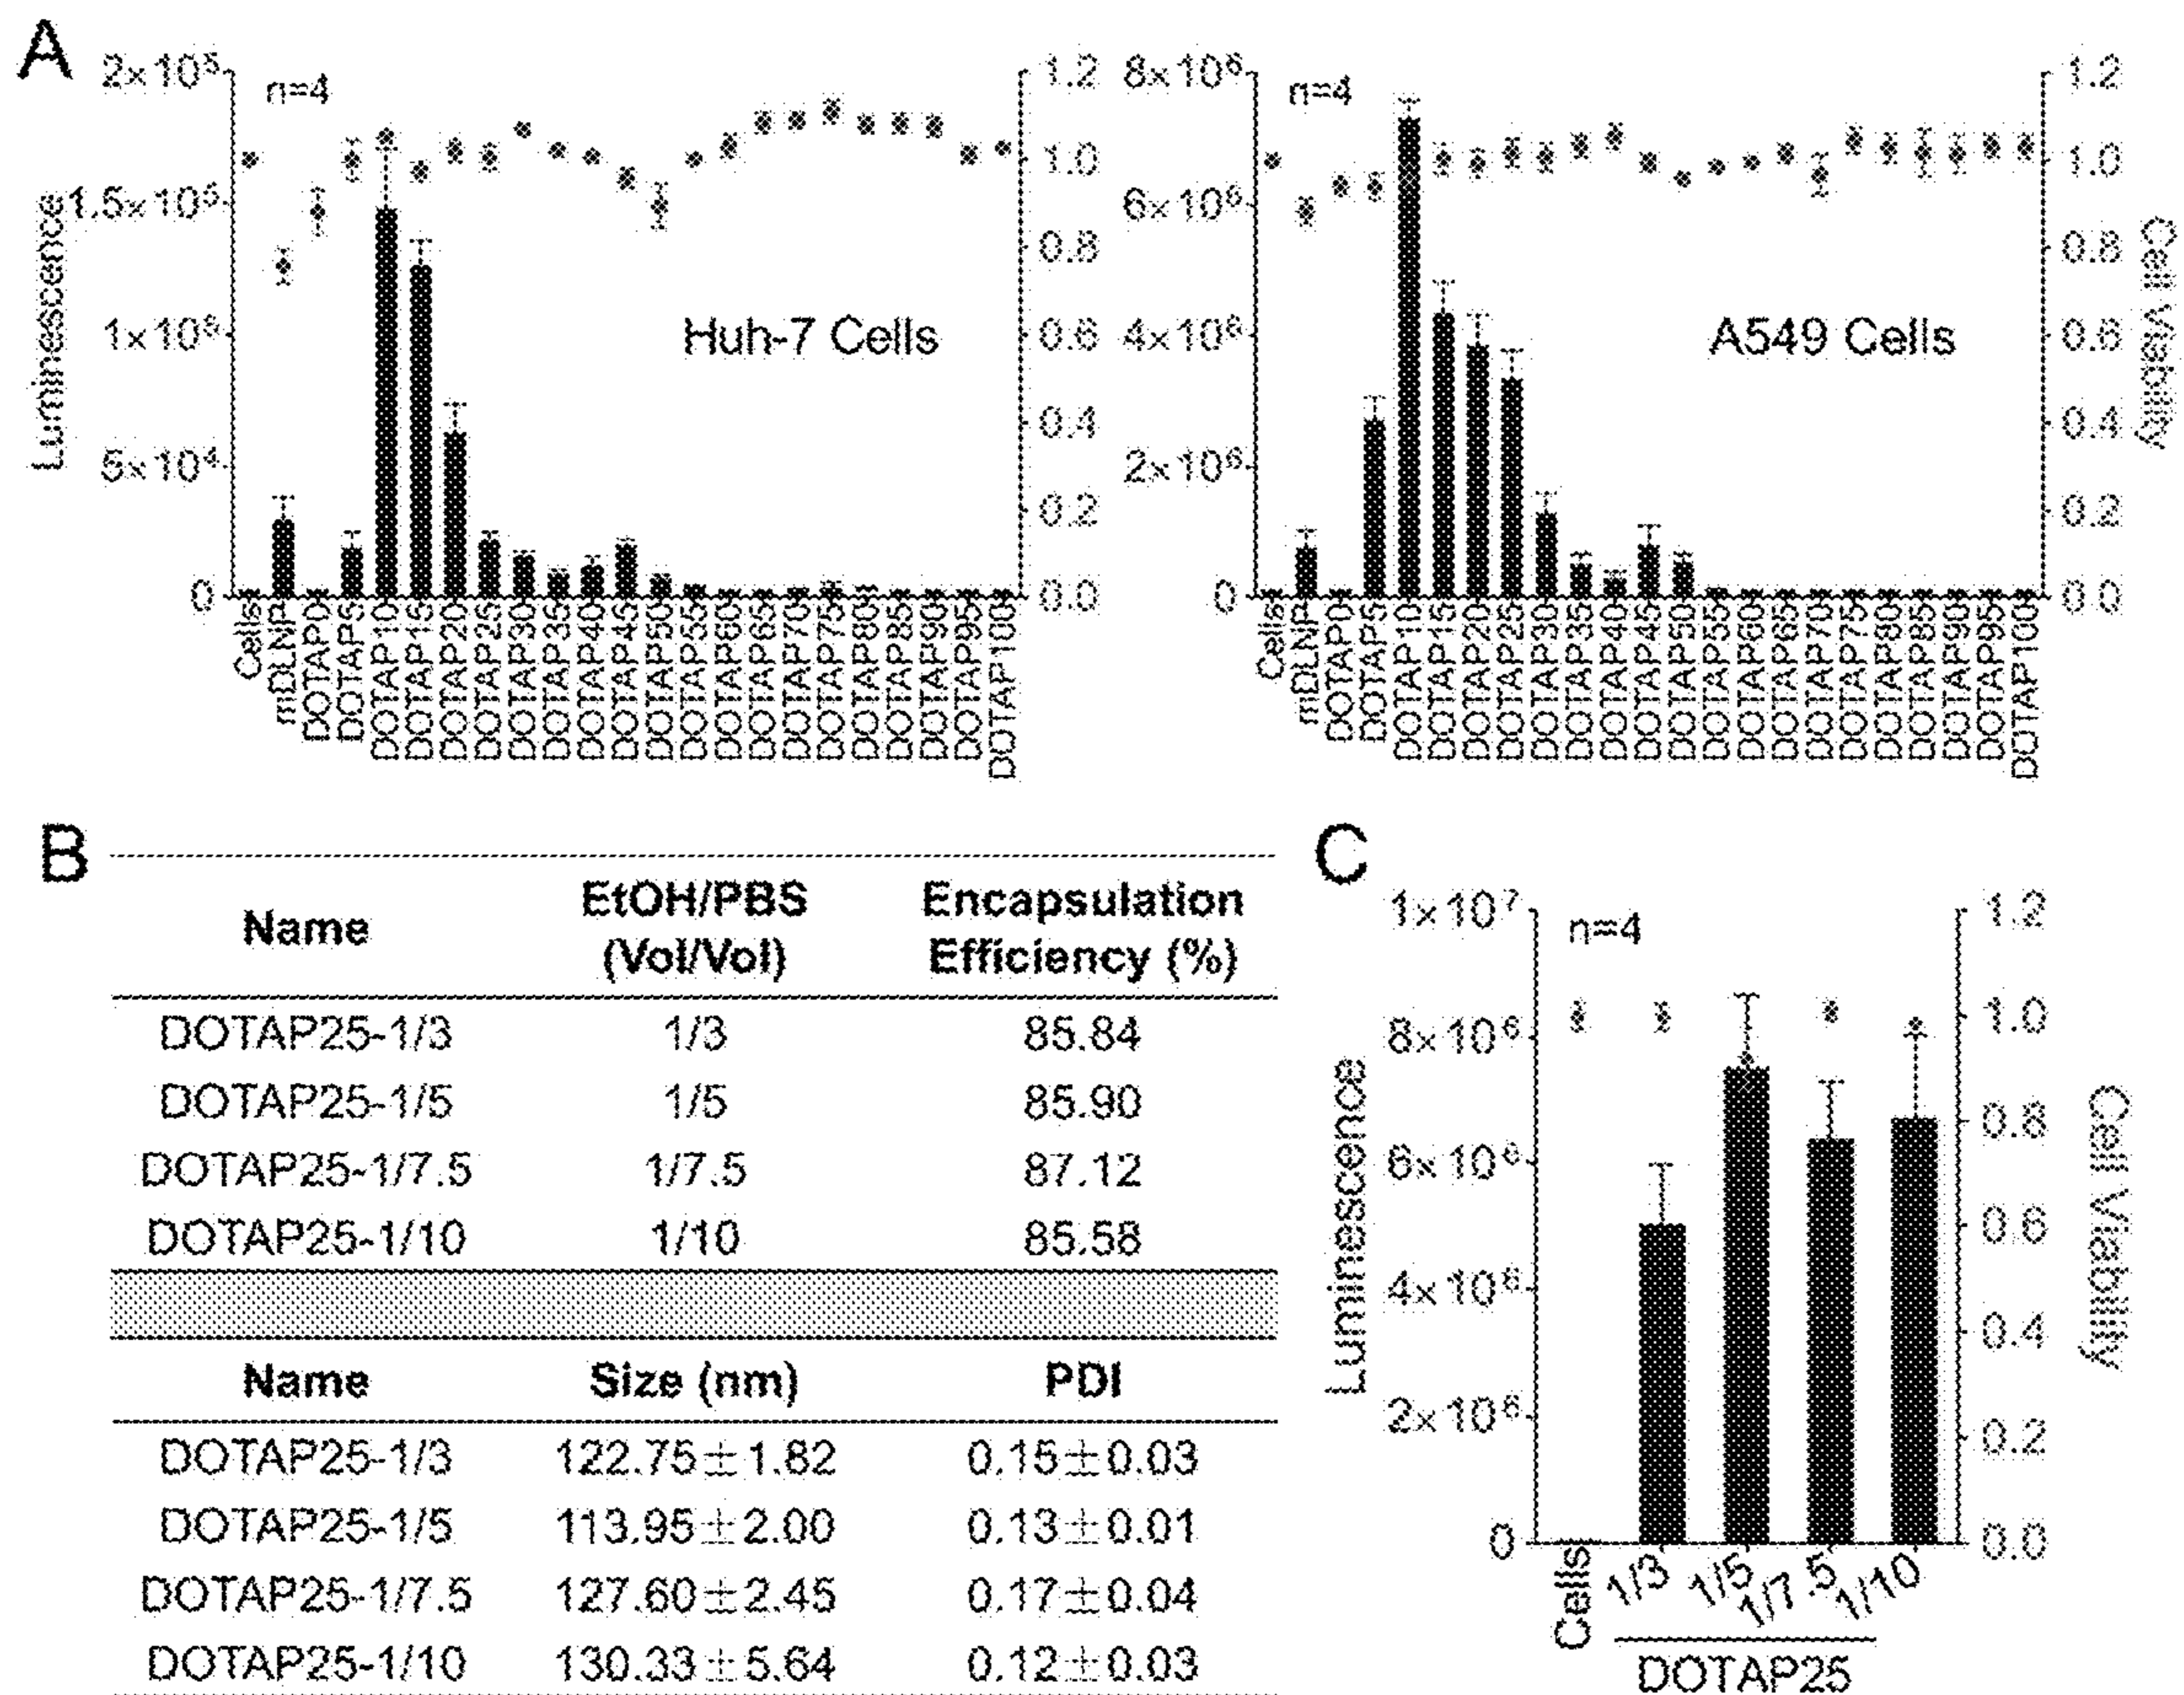 A
2×10⁵
1.5×10⁵
1×10⁵
5×10⁴
0
Luminescence
n=4
Huh-7 Cells
1.2
1.0
0.8
0.6
0.4
0.2
0.0
Cells
mDLNP
DOTAP0
DOTAP5
DOTAP10
DOTAP15
DOTAP20
DOTAP25
DOTAP30
DOTAP35
DOTAP40
DOTAP45
DOTAP50
DOTAP55
DOTAP60
DOTAP65
DOTAP70
DOTAP75
DOTAP80
DOTAP85
DOTAP90
DOTAP95
DOTAP100
8×10⁶
6×10⁶
4×10⁶
2×10⁶
0
n=4
A549 Cells
1.2
1.0
0.8
0.6
0.4
0.2
0.0
Cell Viability
Cells
mDLNP
DOTAP0
DOTAP5
DOTAP10
DOTAP15
DOTAP20
DOTAP25
DOTAP30
DOTAP35
DOTAP40
DOTAP45
DOTAP50
DOTAP55
DOTAP60
DOTAP65
DOTAP70
DOTAP75
DOTAP80
DOTAP85
DOTAP90
DOTAP95
DOTAP100
B
Name EtOH/PBS (Vol/Vol) Encapsulation Efficiency (%)
DOTAP25-1/3 1/3 85.84
DOTAP25-1/5 1/5 85.90
DOTAP25-1/7.5 1/7.5 87.12
DOTAP25-1/10 1/10 85.58
Name Size (nm) PDI
DOTAP25-1/3 122.75±1.82 0.15±0.03
DOTAP25-1/5 113.95±2.00 0.13±0.01
DOTAP25-1/7.5 127.60±2.45 0.17±0.04
DOTAP25-1/10 130.33±5.64 0.12±0.03
C
1×10⁷
8×10⁶
6×10⁶
4×10⁶
2×10⁶
0
Luminescence
n=4
1.2
1.0
0.8
0.6
0.4
0.2
0.0
Cell Viability
Cells
1/3
1/5
1/7.5
1/10
DOTAP25